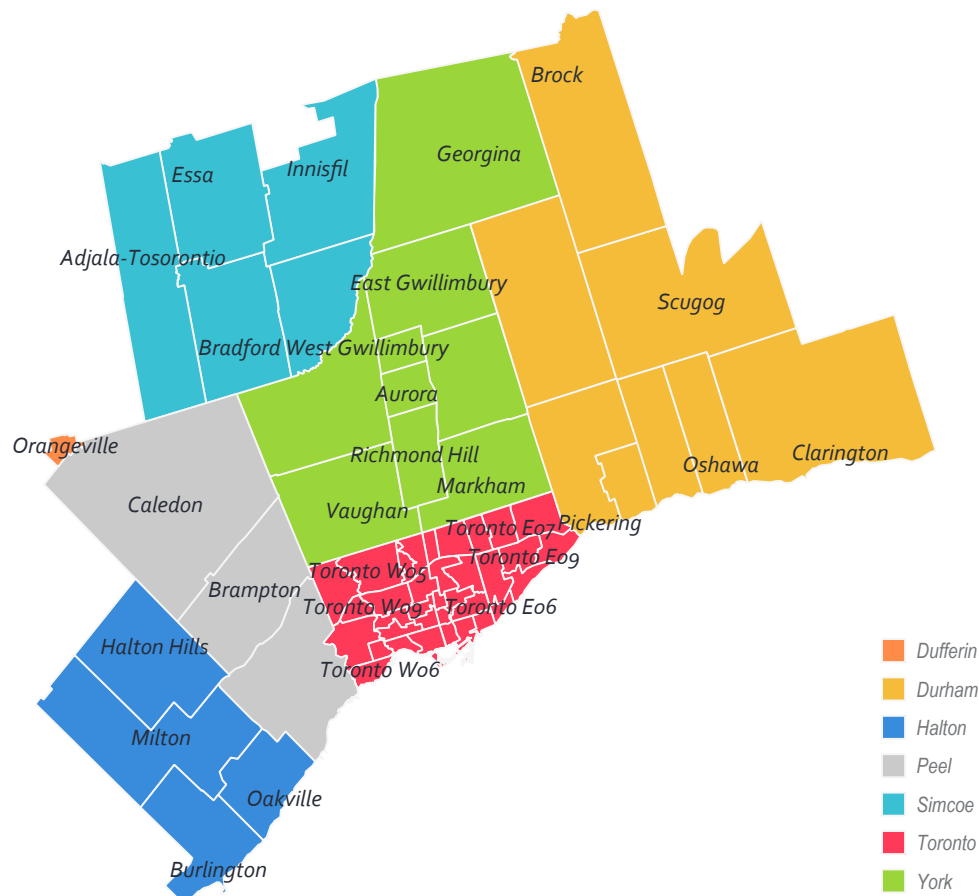 Brock
Georgina
Innisfil
Essa
Adjala-Tosorontio
East Gwillimbury
Scugog
Bradford West Gwillimbury
Aurora
Orangeville
Richmond Hill
Clarington
Oshawa
Markham
Caledon
Vaughan
Pickering
Toronto E07
Toronto E09
Toronto W05
Brampton
Toronto W09
Toronto E06
Halton Hills
Toronto W06
Milton
Oakville
Burlington
Dufferin
Durham
Halton
Peel
Simcoe
Toronto
York